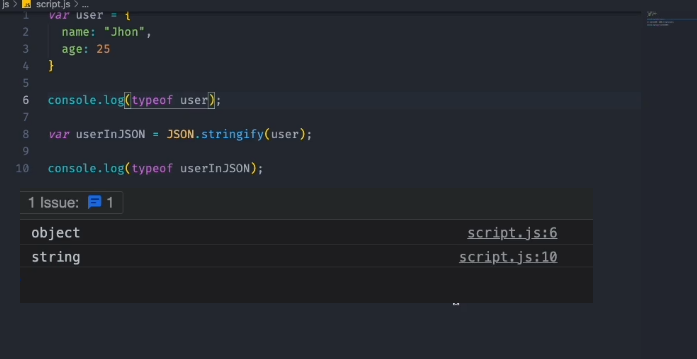 js > JS script.js > ...
1 var user = {
2 name: "Jhon",
3 age: 25
4 }
5
6 console.log(typeof user);
7
8 var userInJSON = JSON.stringify(user);
9
10 console.log(typeof userInJSON);
1 Issue: 1
object script.js:6
string script.js:10